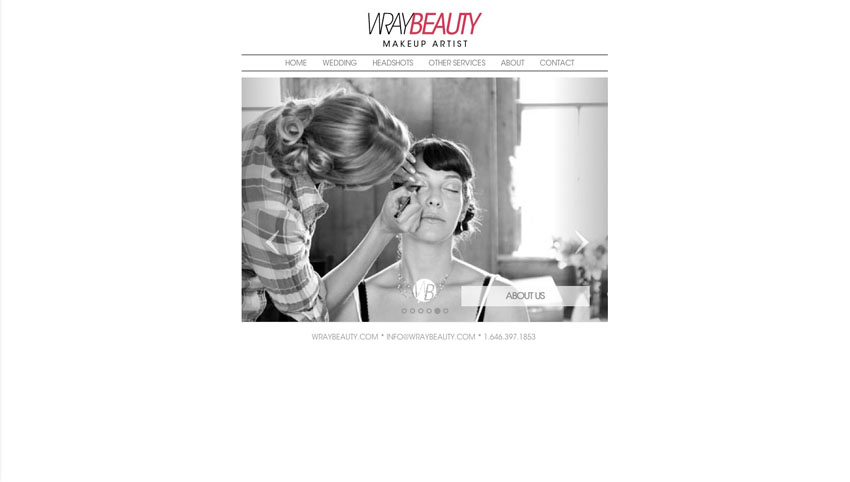 WRAYBEAUTY
MAKEUP ARTIST
HOME WEDDING HEADSHOTS OTHER SERVICES ABOUT CONTACT
WB
ABOUT US
WRAYBEAUTY.COM * INFO@WRAYBEAUTY.COM * 1.646.397.1853